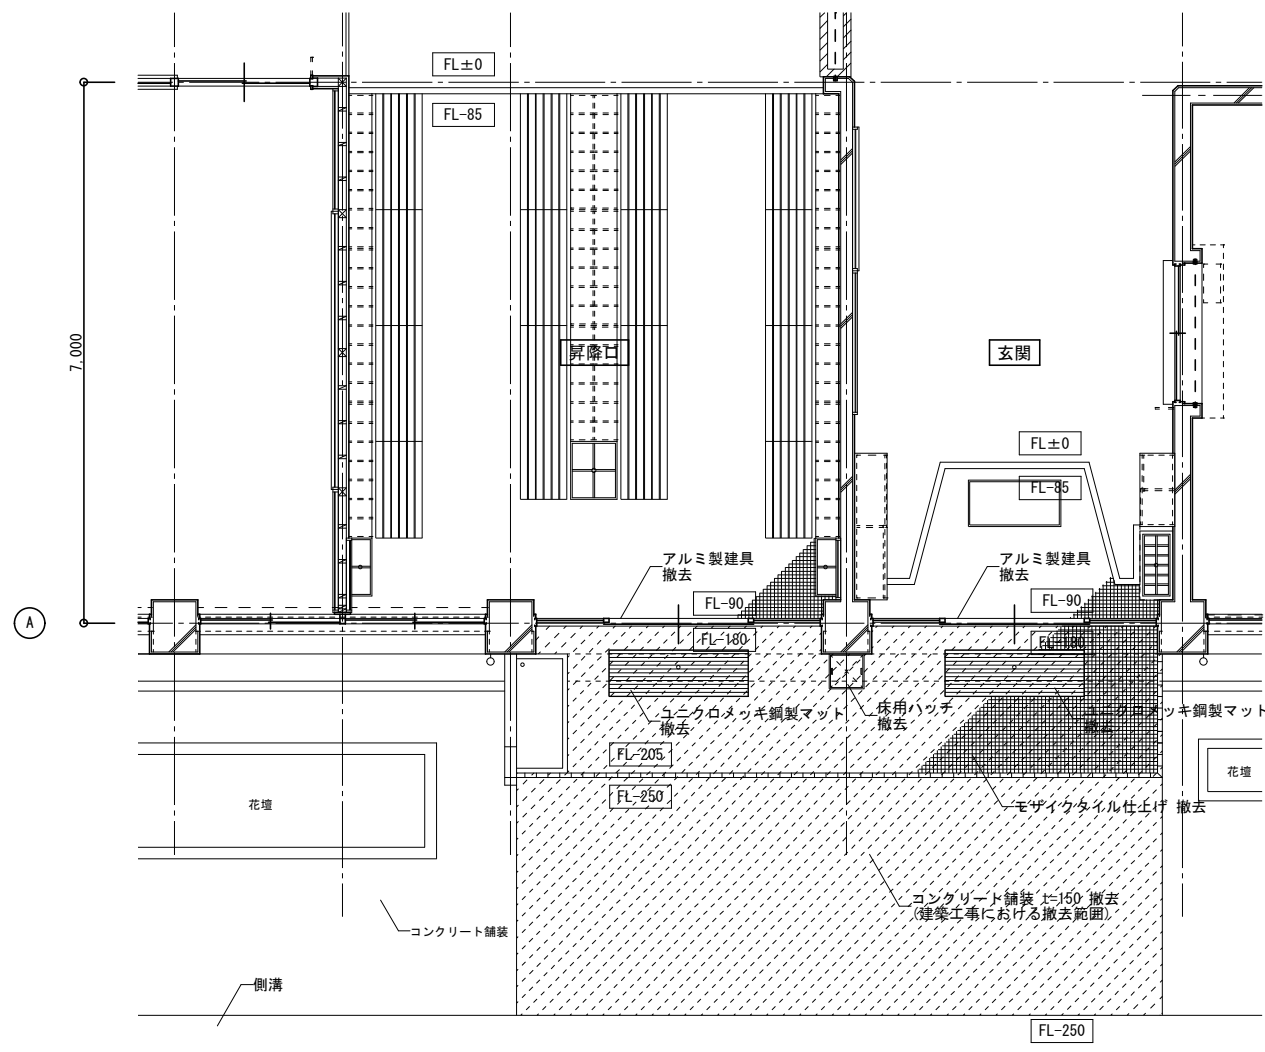 FL±0
FL-85
7,000
昇降口
玄関
FL±0
FL-85
アルミ製建具
撤去
アルミ製建具
撤去
FL-90
FL-90
A
FL-180
FL-180
ユニクロメッキ鋼製マット
撤去
床用ハッチ
撤去
ユニクロメッキ鋼製マット
撤去
FL-205
花壇
FL-250
花壇
モザイクタイル仕上げ 撤去
コンクリート舗装 t-150 撤去
(建築工事における撤去範囲)
コンクリート舗装
側溝
FL-250